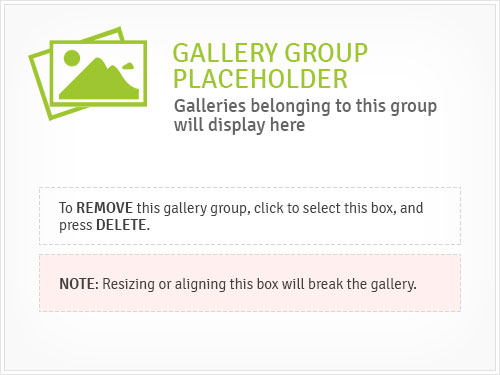 GALLERY GROUP
PLACEHOLDER
Galleries belonging to this group
will display here
To REMOVE this gallery group, click to select this box, and
press DELETE.
NOTE: Resizing or aligning this box will break the gallery.